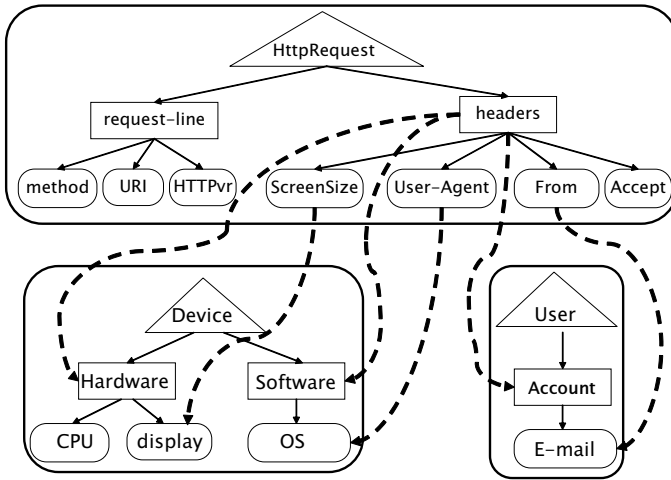 HttpRequest
request-line
headers
method
URI
HTTPvr
ScreenSize
User-Agent
From
Accept
Device
User
Hardware
Software
Account
CPU
display
OS
E-mail